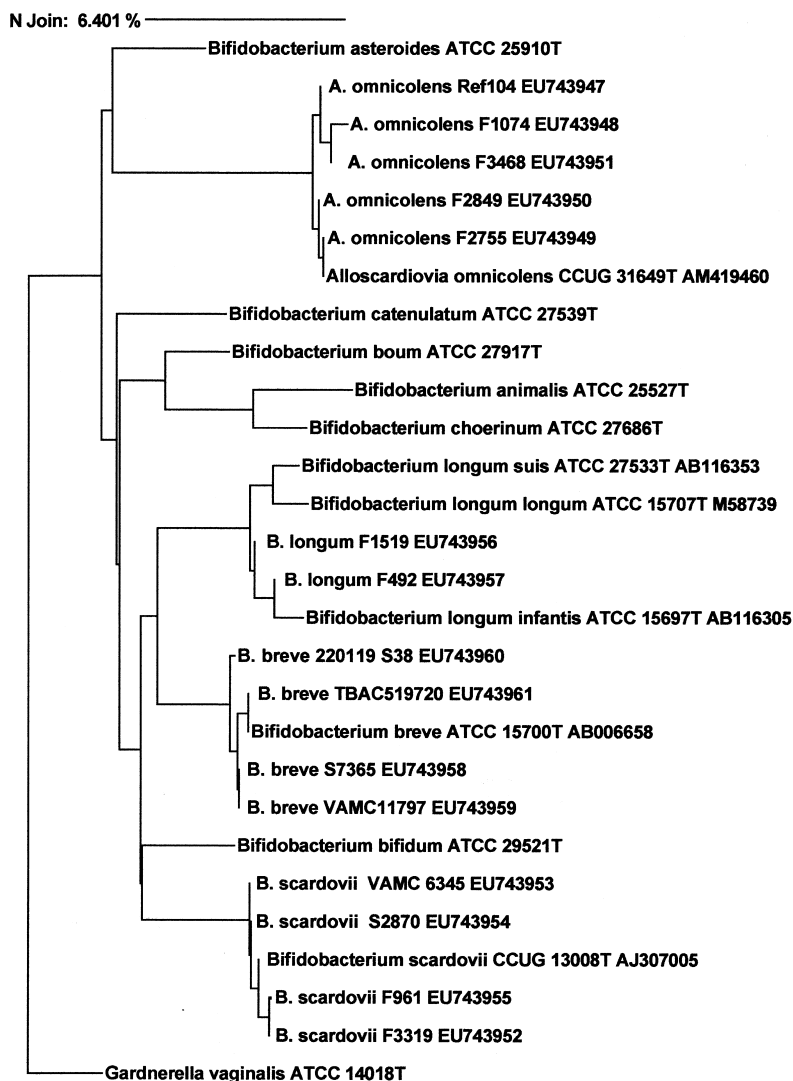 N Join: 6.401 %
Bifidobacterium asteroides ATCC 25910T
A. omnicolens Ref104 EU743947
A. omnicolens F1074 EU743948
A. omnicolens F3468 EU743951
A. omnicolens F2849 EU743950
A. omnicolens F2755 EU743949
Alloscardiovia omnicolens CCUG 31649T AM419460
Bifidobacterium catenulatum ATCC 27539T
Bifidobacterium boum ATCC 27917T
Bifidobacterium animalis ATCC 25527T
Bifidobacterium choerinum ATCC 27686T
Bifidobacterium longum suis ATCC 27533T AB116353
Bifidobacterium longum longum ATCC 15707T M58739
B. longum F1519 EU743956
B. longum F492 EU743957
Bifidobacterium longum infantis ATCC 15697T AB116305
B. breve 220119 S38 EU743960
B. breve TBAC519720 EU743961
Bifidobacterium breve ATCC 15700T AB006658
B. breve S7365 EU743958
B. breve VAMC11797 EU743959
Bifidobacterium bifidum ATCC 29521T
B. scardovii VAMC 6345 EU743953
B. scardovii S2870 EU743954
Bifidobacterium scardovii CCUG 13008T AJ307005
B. scardovii F961 EU743955
B. scardovii F3319 EU743952
Gardnerella vaginalis ATCC 14018T